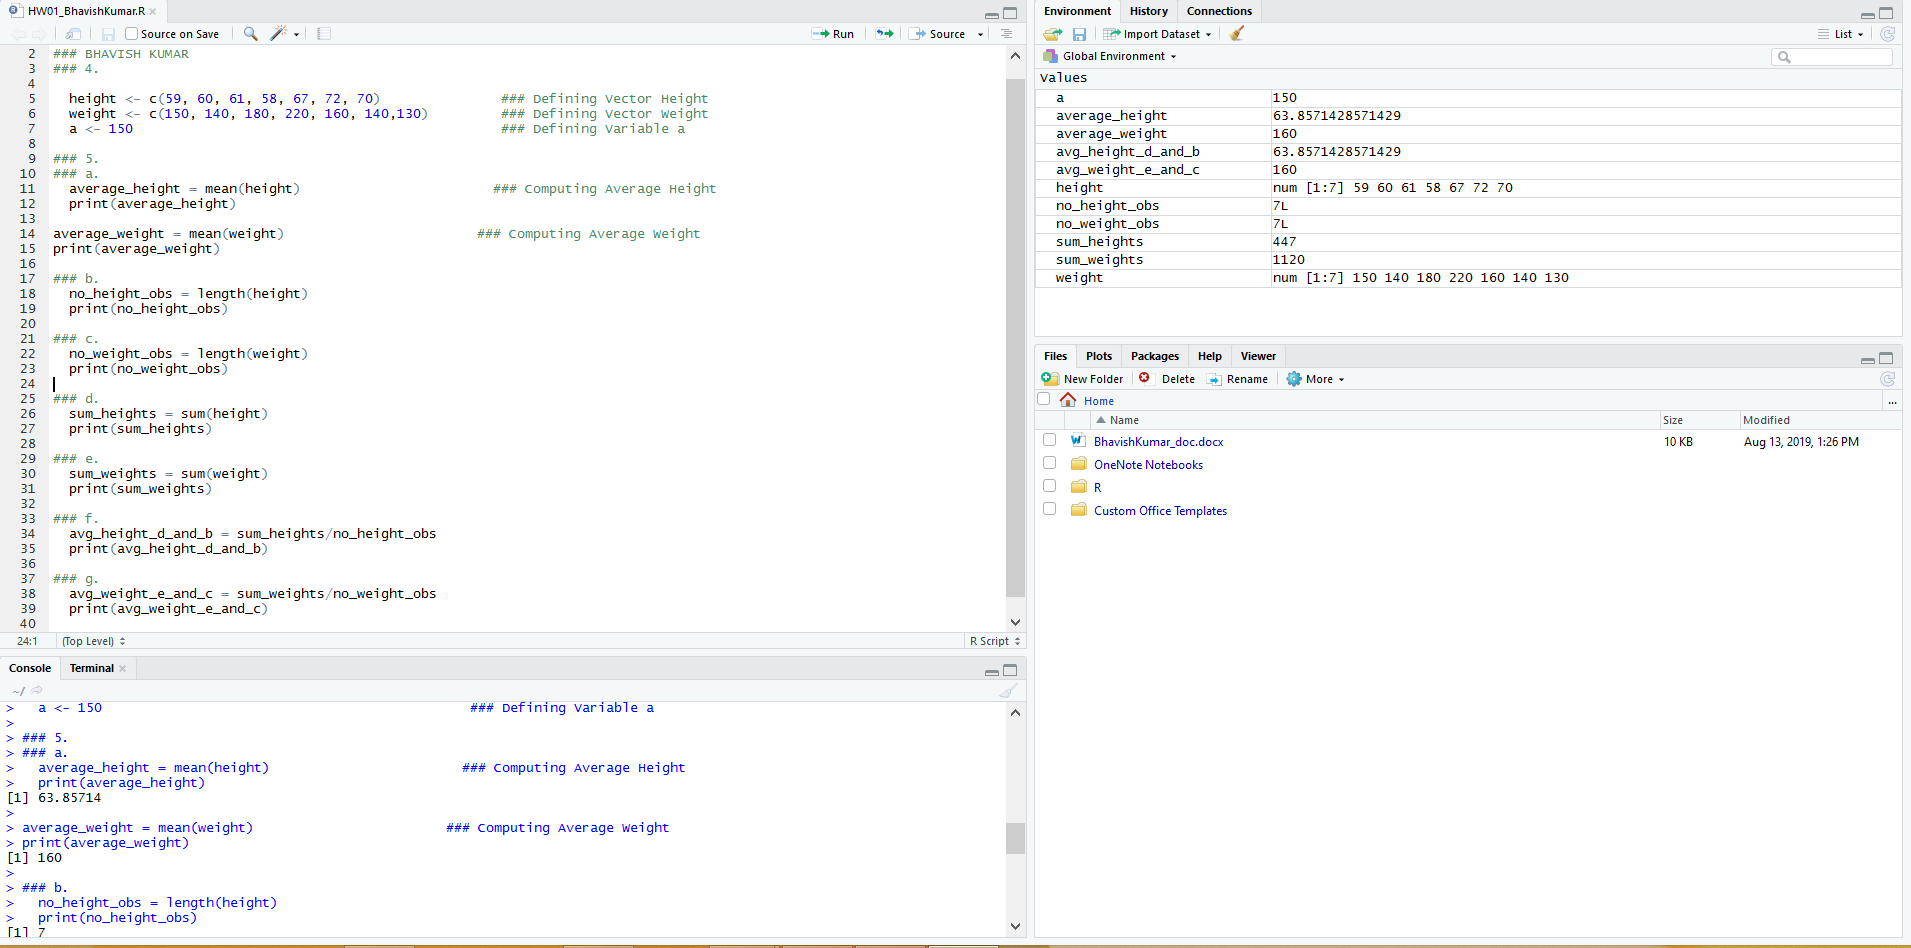 HW01_BhavishKumar.R
Source on Save
Run
Source
2 ### BHAVISH KUMAR
3 ### 4.
4
5 height <- c(59, 60, 61, 58, 67, 72, 70) ### Defining Vector Height
6 weight <- c(150, 140, 180, 220, 160, 140,130) ### Defining Vector Weight
7 a <- 150 ### Defining Variable a
8
9 ### 5.
10 ### a.
11 average_height = mean(height) ### Computing Average Height
12 print(average_height)
13
14 average_weight = mean(weight) ### Computing Average Weight
15 print(average_weight)
16
17 ### b.
18 no_height_obs = length(height)
19 print(no_height_obs)
20
21 ### c.
22 no_weight_obs = length(weight)
23 print(no_weight_obs)
24
25 ### d.
26 sum_heights = sum(height)
27 print(sum_heights)
28
29 ### e.
30 sum_weights = sum(weight)
31 print(sum_weights)
32
33 ### f.
34 avg_height_d_and_b = sum_heights/no_height_obs
35 print(avg_height_d_and_b)
36
37 ### g.
38 avg_weight_e_and_c = sum_weights/no_weight_obs
39 print(avg_weight_e_and_c)
40
24:1 (Top Level) R Script
Console Terminal
~/
> a <- 150 ### Defining Variable a
>
> ### 5.
> ### a.
> average_height = mean(height) ### Computing Average Height
> print(average_height)
[1] 63.85714
>
> average_weight = mean(weight) ### Computing Average Weight
> print(average_weight)
[1] 160
>
> ### b.
> no_height_obs = length(height)
> print(no_height_obs)
[1] 7
Environment History Connections
Import Dataset List
Global Environment
Values
a 150
average_height 63.8571428571429
average_weight 160
avg_height_d_and_b 63.8571428571429
avg_weight_e_and_c 160
height num [1:7] 59 60 61 58 67 72 70
no_height_obs 7L
no_weight_obs 7L
sum_heights 447
sum_weights 1120
weight num [1:7] 150 140 180 220 160 140 130
Files Plots Packages Help Viewer
New Folder Delete Rename More
Home ...
Name Size Modified
BhavishKumar_doc.docx 10 KB Aug 13, 2019, 1:26 PM
OneNote Notebooks
R
Custom Office Templates